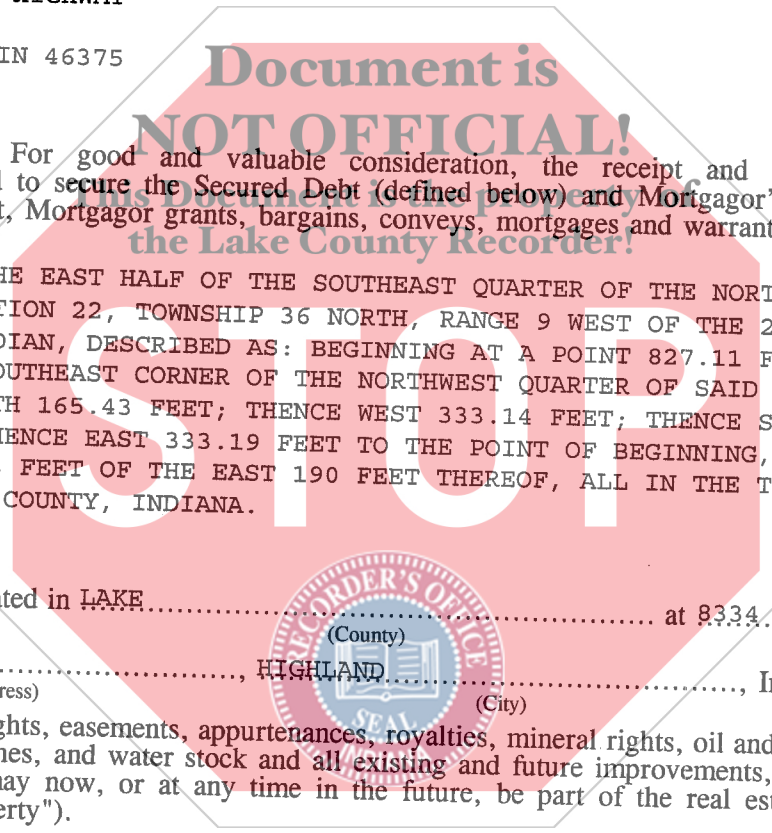 IN 46375
Document is
NOT OFFICIAL!
For good and valuable consideration, the receipt and
to secure the Secured Debt (defined below) and Mortgagor'
This Document is the property of
Mortgagor grants, bargains, conveys, mortgages and warrant
the Lake County Recorder!
HE EAST HALF OF THE SOUTHEAST QUARTER OF THE NORT
TION 22, TOWNSHIP 36 NORTH, RANGE 9 WEST OF THE 2
DIAN, DESCRIBED AS: BEGINNING AT A POINT 827.11 F
OUTHEAST CORNER OF THE NORTHWEST QUARTER OF SAID
TH 165.43 FEET; THENCE WEST 333.14 FEET; THENCE S
HENCE EAST 333.19 FEET TO THE POINT OF BEGINNING,
FEET OF THE EAST 190 FEET THEREOF, ALL IN THE T
COUNTY, INDIANA.
STOP
ated in LAKE at 8334
(County)
RECORDER'S OFFICE
, HIGHLAND , In
ress) (City)
SEAL
INDIANA
ghts, easements, appurtenances, royalties, mineral rights, oil and
nes, and water stock and all existing and future improvements,
may now, or at any time in the future, be part of the real est
erty").